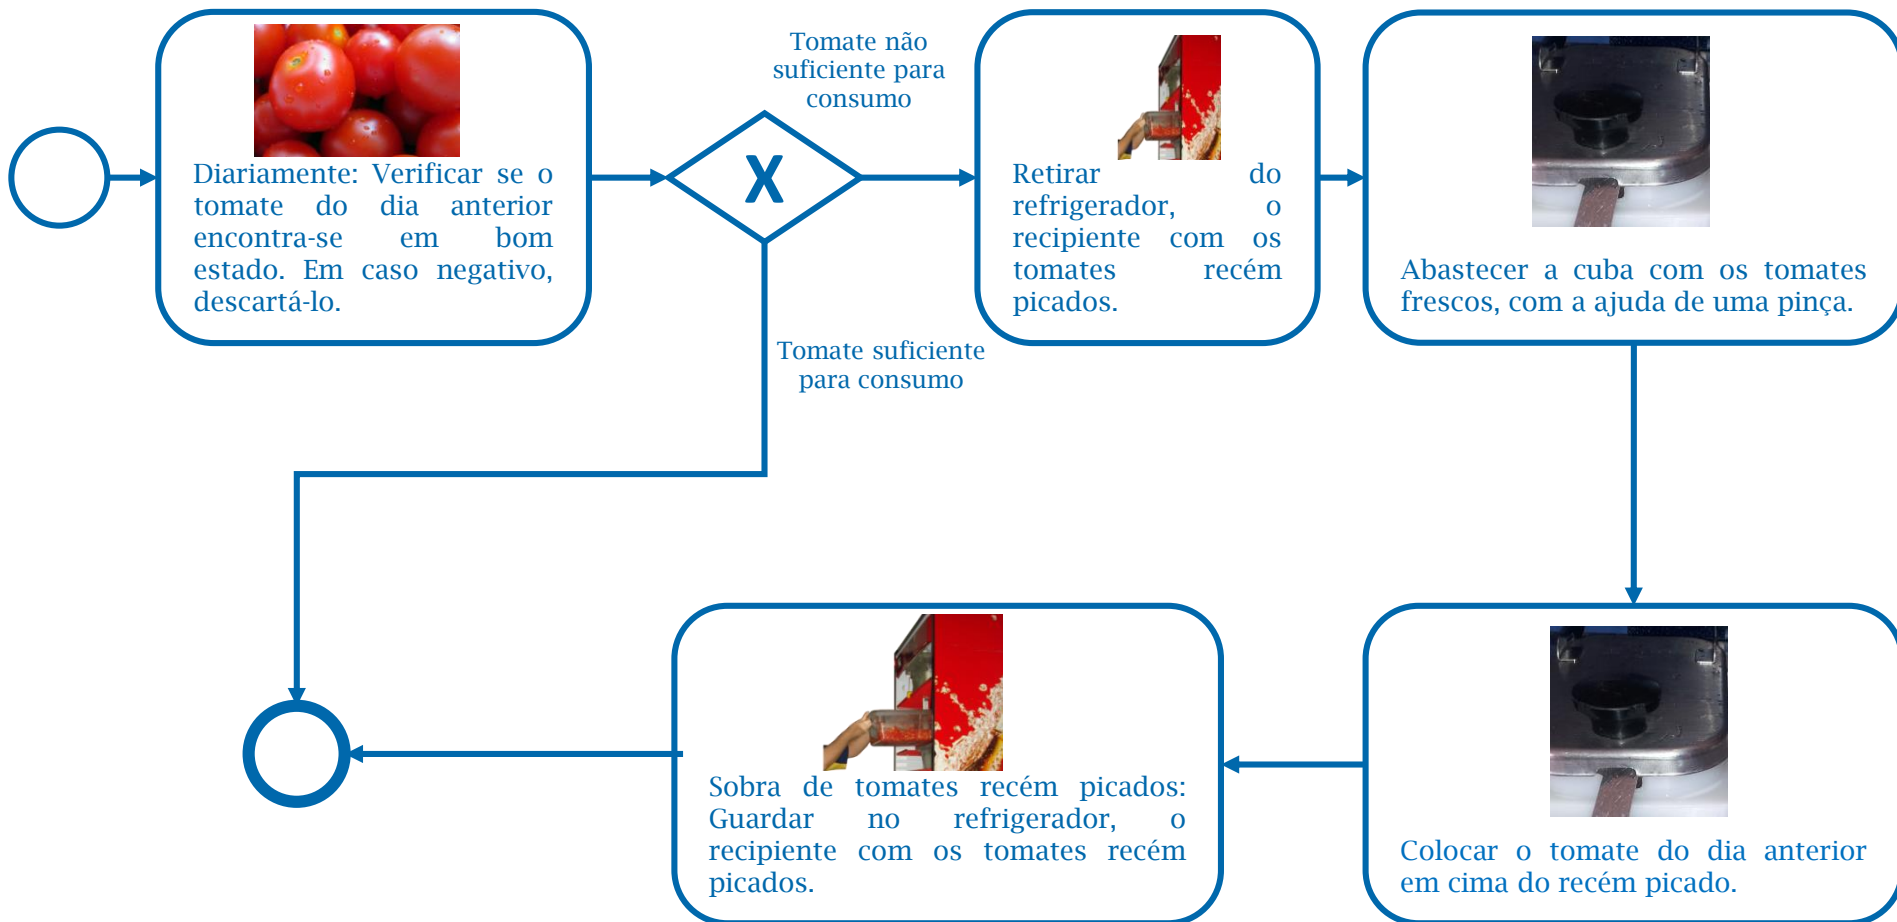 Diariamente: Verificar se o
tomate do dia anterior
encontra-se em bom
estado. Em caso negativo,
descartá-lo.
X
Tomate não
suficiente para
consumo
Retirar do
refrigerador, o
recipiente com os
tomates recém
picados.
Abastecer a cuba com os tomates
frescos, com a ajuda de uma pinça.
Tomate suficiente
para consumo
Colocar o tomate do dia anterior
em cima do recém picado.
Sobra de tomates recém picados:
Guardar no refrigerador, o
recipiente com os tomates recém
picados.